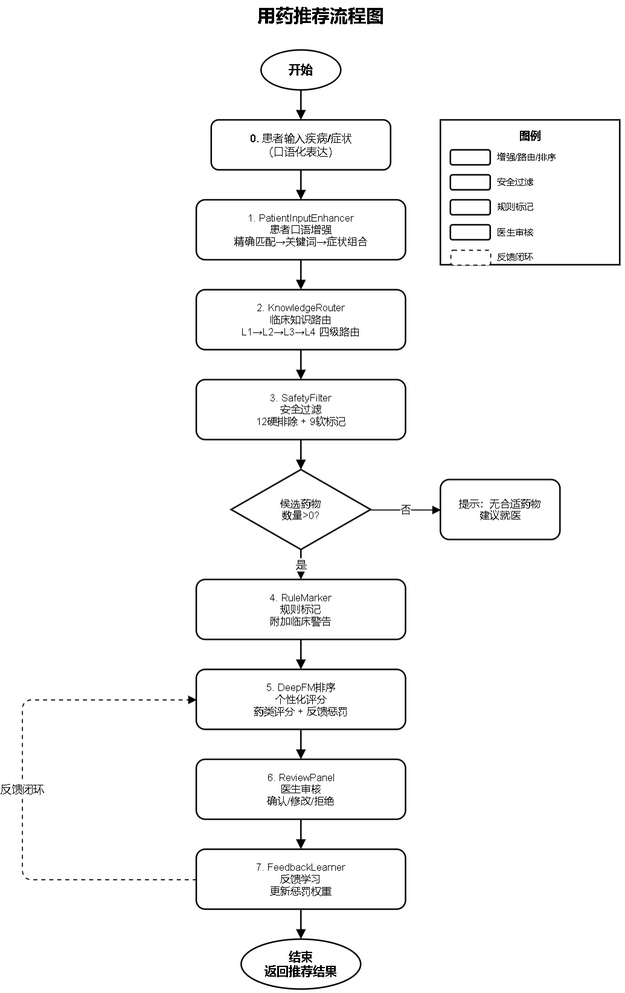 用药推荐流程图
开始
0. 患者输入疾病/症状
（口语化表达）
图例
增强/路由/排序
安全过滤
规则标记
医生审核
反馈闭环
1. PatientInputEnhancer
患者口语增强
精确匹配→关键词→症状组合
2. KnowledgeRouter
临床知识路由
L1→L2→L3→L4 四级路由
3. SafetyFilter
安全过滤
12硬排除 + 9软标记
候选药物
数量>0?
否
提示：无合适药物
建议就医
是
4. RuleMarker
规则标记
附加临床警告
5. DeepFM排序
个性化评分
药类评分 + 反馈惩罚
6. ReviewPanel
医生审核
确认/修改/拒绝
反馈闭环
7. FeedbackLearner
反馈学习
更新惩罚权重
结束
返回推荐结果